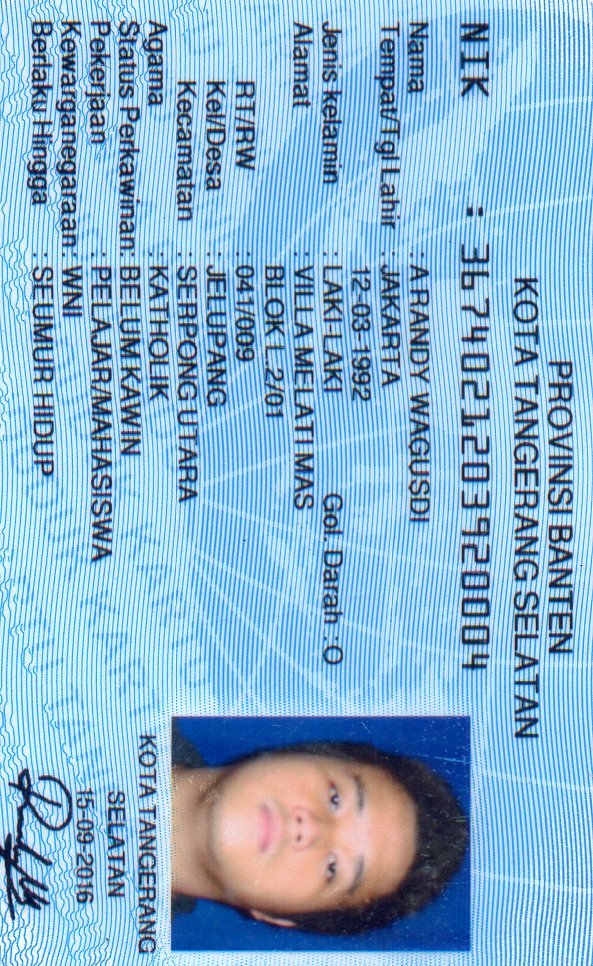 PROVINSI BANTEN
KOTA TANGERANG SELATAN
NIK : 3674021203920004
Nama : A RANDY WAGUSDI
Tempat/Tgl Lahir : JAKARTA
12-03-1992
Jenis kelamin : LAKI-LAKI Gol. Darah : O
Alamat : VILLA MELATI MAS
BLOK L.2/01
RT/RW : 041/009
Kel/Desa : JELUPANG
Kecamatan : SERPONG UTARA
Agama : KATHOLIK
Status Perkawinan: BELUM KAWIN
Pekerjaan : PELAJAR/MAHASISWA
Kewarganegaraan: WNI
Berlaku Hingga : SEUMUR HIDUP
KOTA TANGERANG
SELATAN
15-09-2016